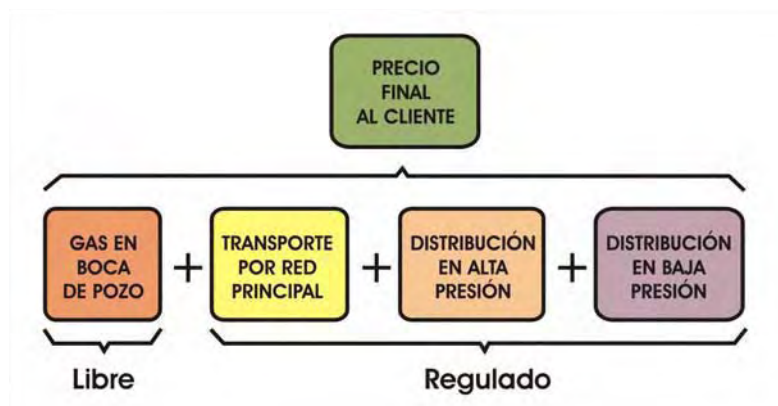 PRECIO
FINAL
AL CLIENTE
GAS EN
BOCA
DE POZO
+
TRANSPORTE
POR RED
PRINCIPAL
+
DISTRIBUCIÓN
EN ALTA
PRESIÓN
+
DISTRIBUCIÓN
EN BAJA
PRESIÓN
Libre
Regulado